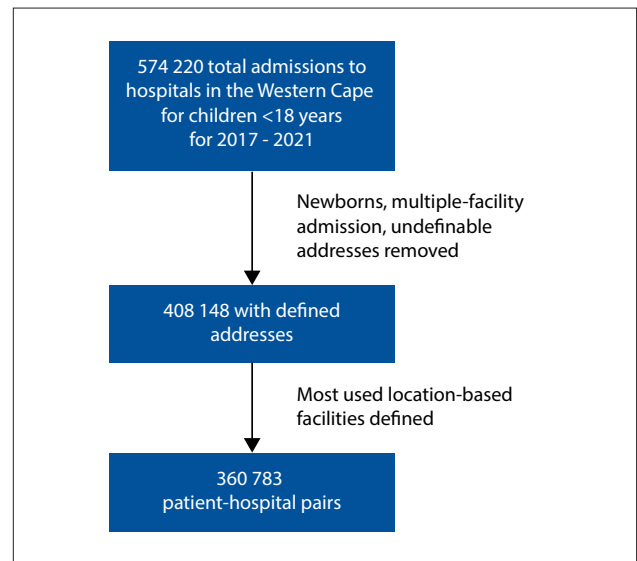 574 220 total admissions to
hospitals in the Western Cape
for children <18 years
for 2017 - 2021
Newborns, multiple-facility
admission, undefinable
addresses removed
408 148 with defined
addresses
Most used location-based
facilities defined
360 783
patient-hospital pairs